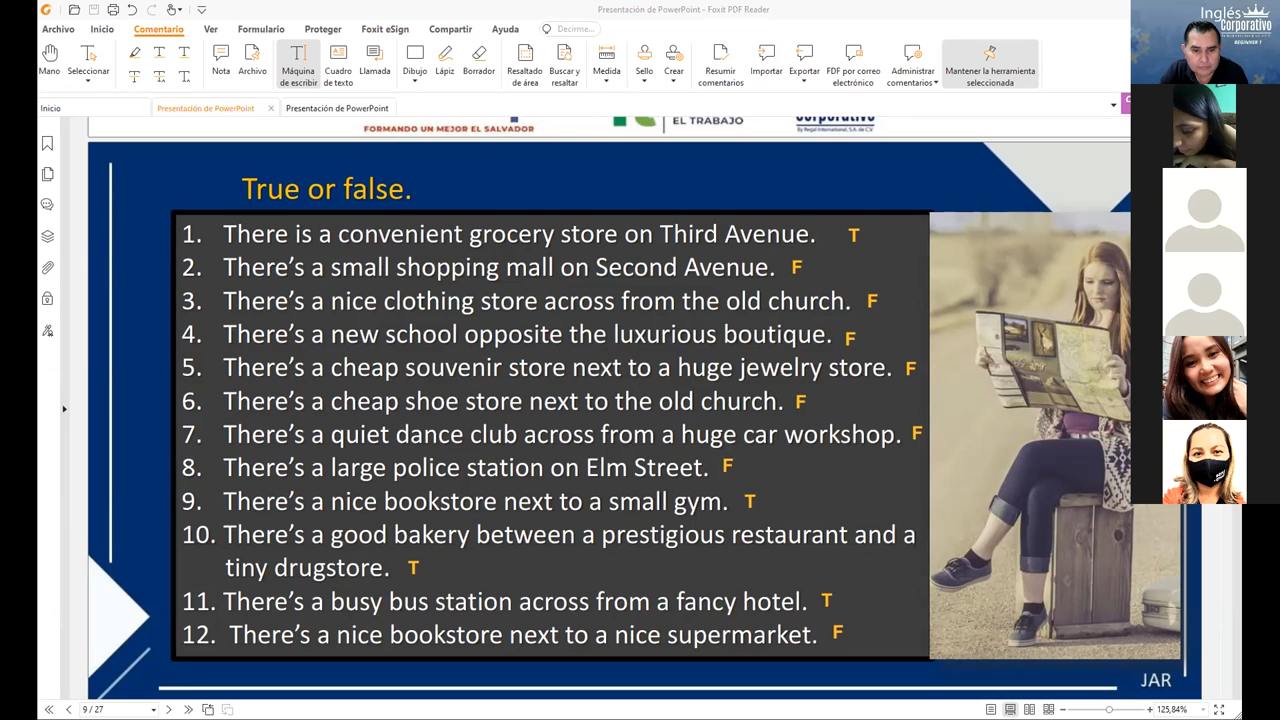 Presentación de PowerPoint - Foxit PDF Reader
Archivo Inicio Comentario Ver Formulario Proteger Foxit eSign Compartir Ayuda Decirme...
Mano Seleccionar Nota Archivo Máquina de escribir Cuadro de texto Llamada Dibujo Lápiz Borrador Resaltado de área Buscar y resaltar Medida Sello Crear Resumir comentarios Importar Exportar PDF por correo electrónico Administrar comentarios Mantener la herramienta seleccionada
Inicio Presentación de PowerPoint Presentación de PowerPoint
FORMANDO UN MEJOR EL SALVADOR
EL TRABAJO
Corporativo
By Regal International, S.A. de C.V.
Inglés
Corporativo
BEGINNER 1
True or false.
1. There is a convenient grocery store on Third Avenue. T
2. There's a small shopping mall on Second Avenue. F
3. There's a nice clothing store across from the old church. F
4. There's a new school opposite the luxurious boutique. F
5. There's a cheap souvenir store next to a huge jewelry store. F
6. There's a cheap shoe store next to the old church. F
7. There's a quiet dance club across from a huge car workshop. F
8. There's a large police station on Elm Street. F
9. There's a nice bookstore next to a small gym. T
10. There's a good bakery between a prestigious restaurant and a
tiny drugstore. T
11. There's a busy bus station across from a fancy hotel. T
12. There's a nice bookstore next to a nice supermarket. F
JAR
9 / 27
125,84%